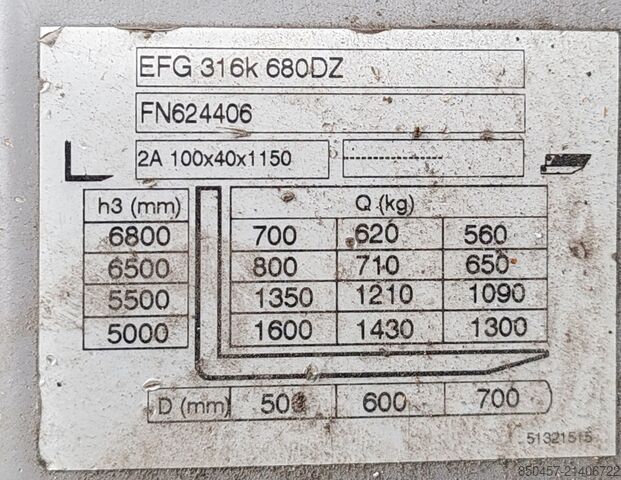 EFG 316k 680DZ
FN624406
2A 100x40x1150
h3 (mm) Q (kg)
6800 700 620 560
6500 800 710 650
5500 1350 1210 1090
5000 1600 1430 1300
D (mm) 500 600 700
51321515
850457-21406722